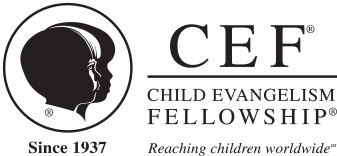 ®
Since 1937
CEF®
CHILD EVANGELISM
FELLOWSHIP®
Reaching children worldwide℠